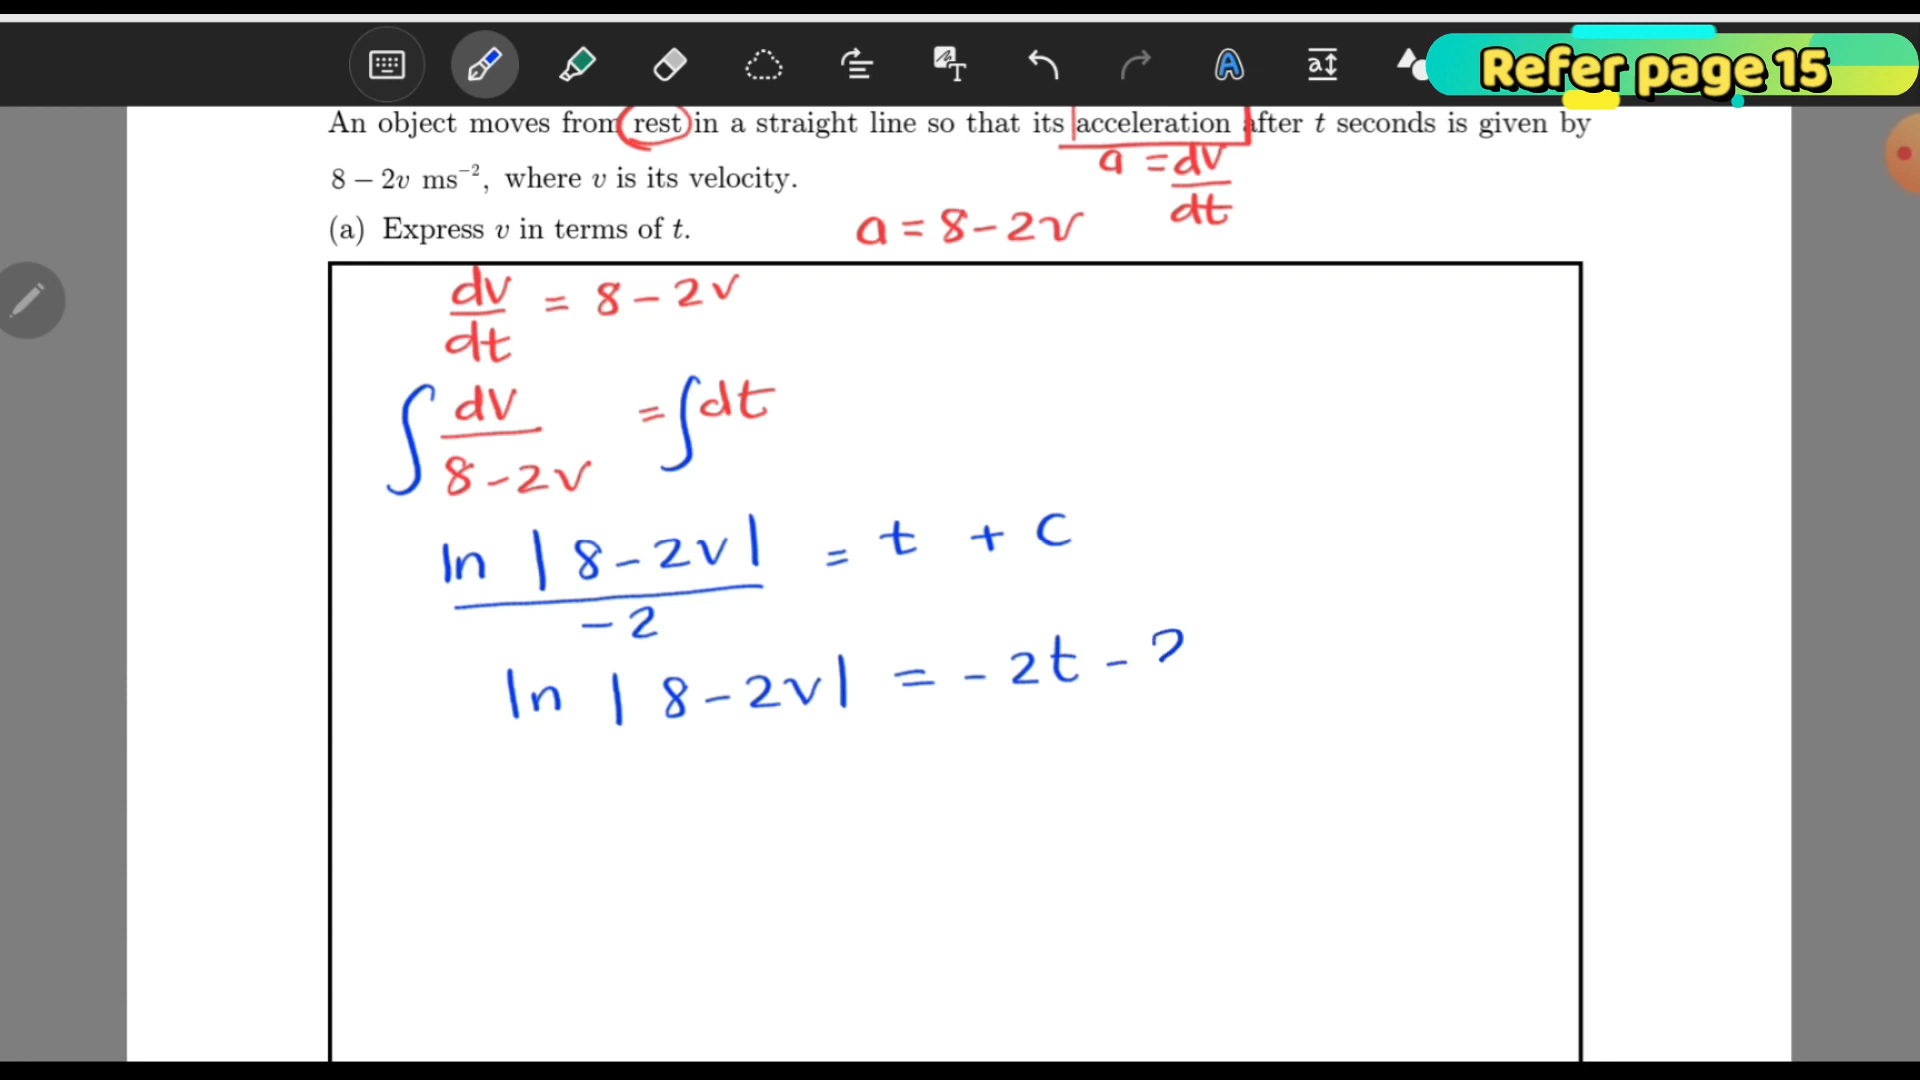 Refer page 15
An object moves from rest in a straight line so that its acceleration after t seconds is given by
8 − 2v ms⁻², where v is its velocity.
a = dv/dt
(a) Express v in terms of t.
a = 8 − 2v
dv/dt = 8 − 2v
∫ dv/(8 − 2v) = ∫ dt
ln |8 − 2v| / −2 = t + c
ln |8 − 2v| = − 2t − 2